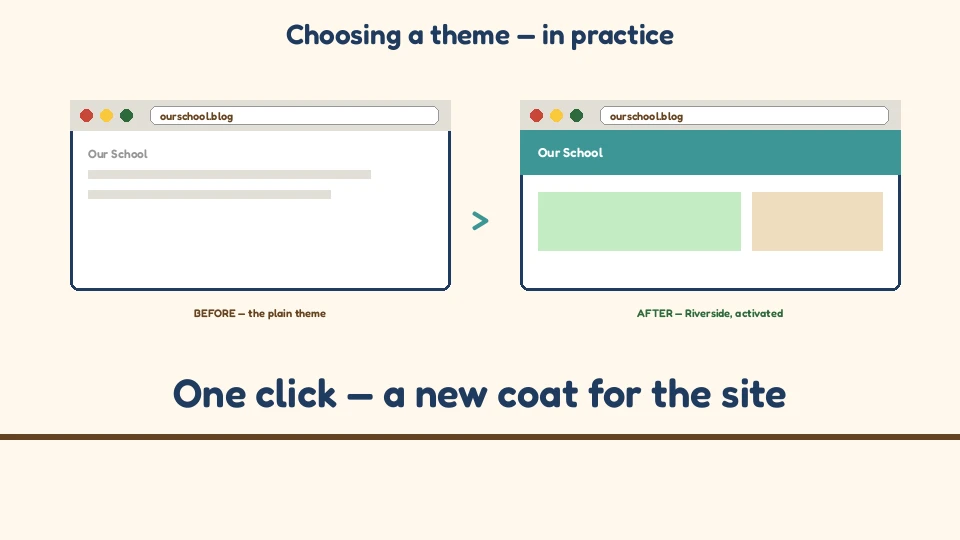 Choosing a theme — in practice
ourschool.blog
Our School
BEFORE — the plain theme
>
ourschool.blog
Our School
AFTER — Riverside, activated
One click — a new coat for the site